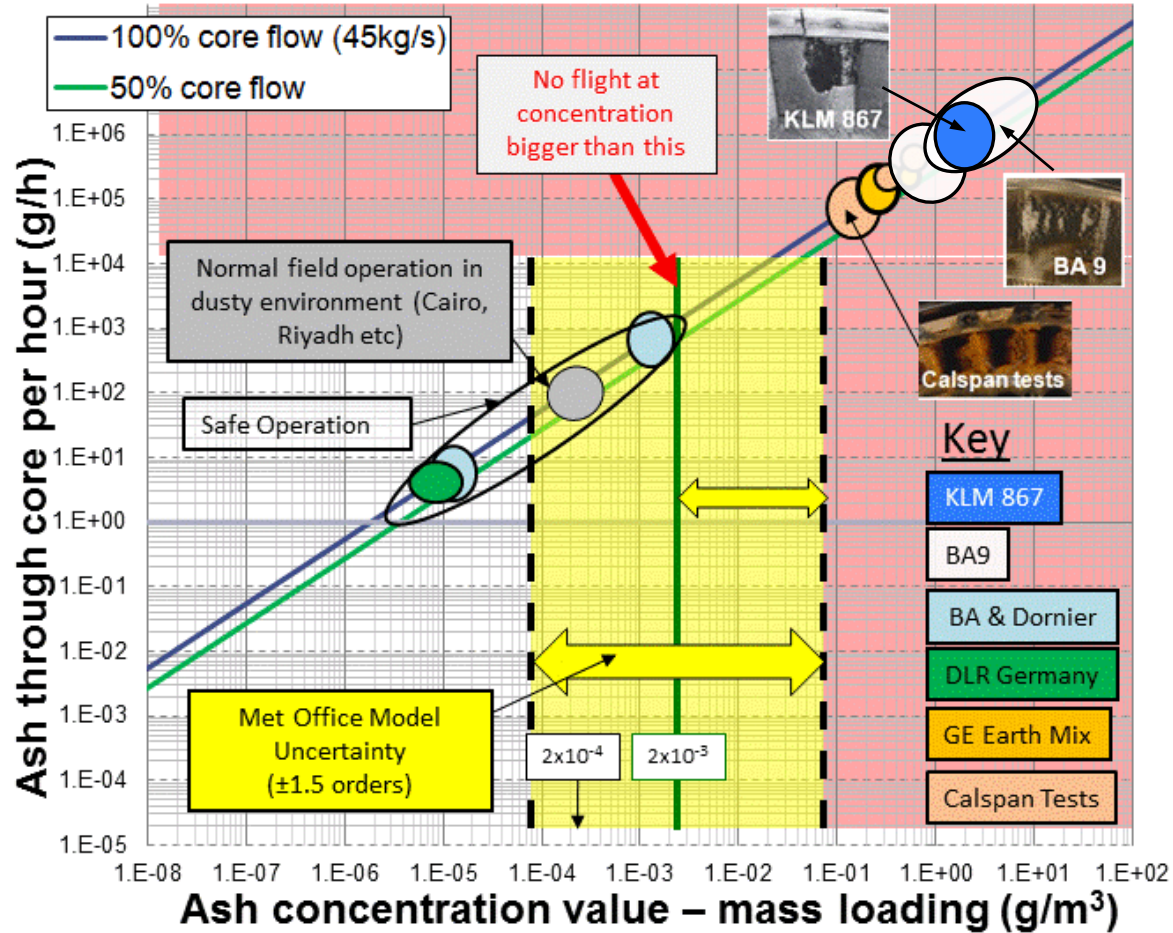 100% core flow (45kg/s)
50% core flow
No flight at
concentration
bigger than this
KLM 867
BA 9
Calspan tests
Normal field operation in
dusty environment (Cairo,
Riyadh etc)
Safe Operation
Met Office Model
Uncertainty
(±1.5 orders)
2x10⁻⁴
2x10⁻³
Key
KLM 867
BA9
BA & Dornier
DLR Germany
GE Earth Mix
Calspan Tests
Ash through core per hour (g/h)
1.E+06
1.E+05
1.E+04
1.E+03
1.E+02
1.E+01
1.E+00
1.E-01
1.E-02
1.E-03
1.E-04
1.E-05
1.E-08 1.E-07 1.E-06 1.E-05 1.E-04 1.E-03 1.E-02 1.E-01 1.E+00 1.E+01 1.E+02
Ash concentration value – mass loading (g/m³)